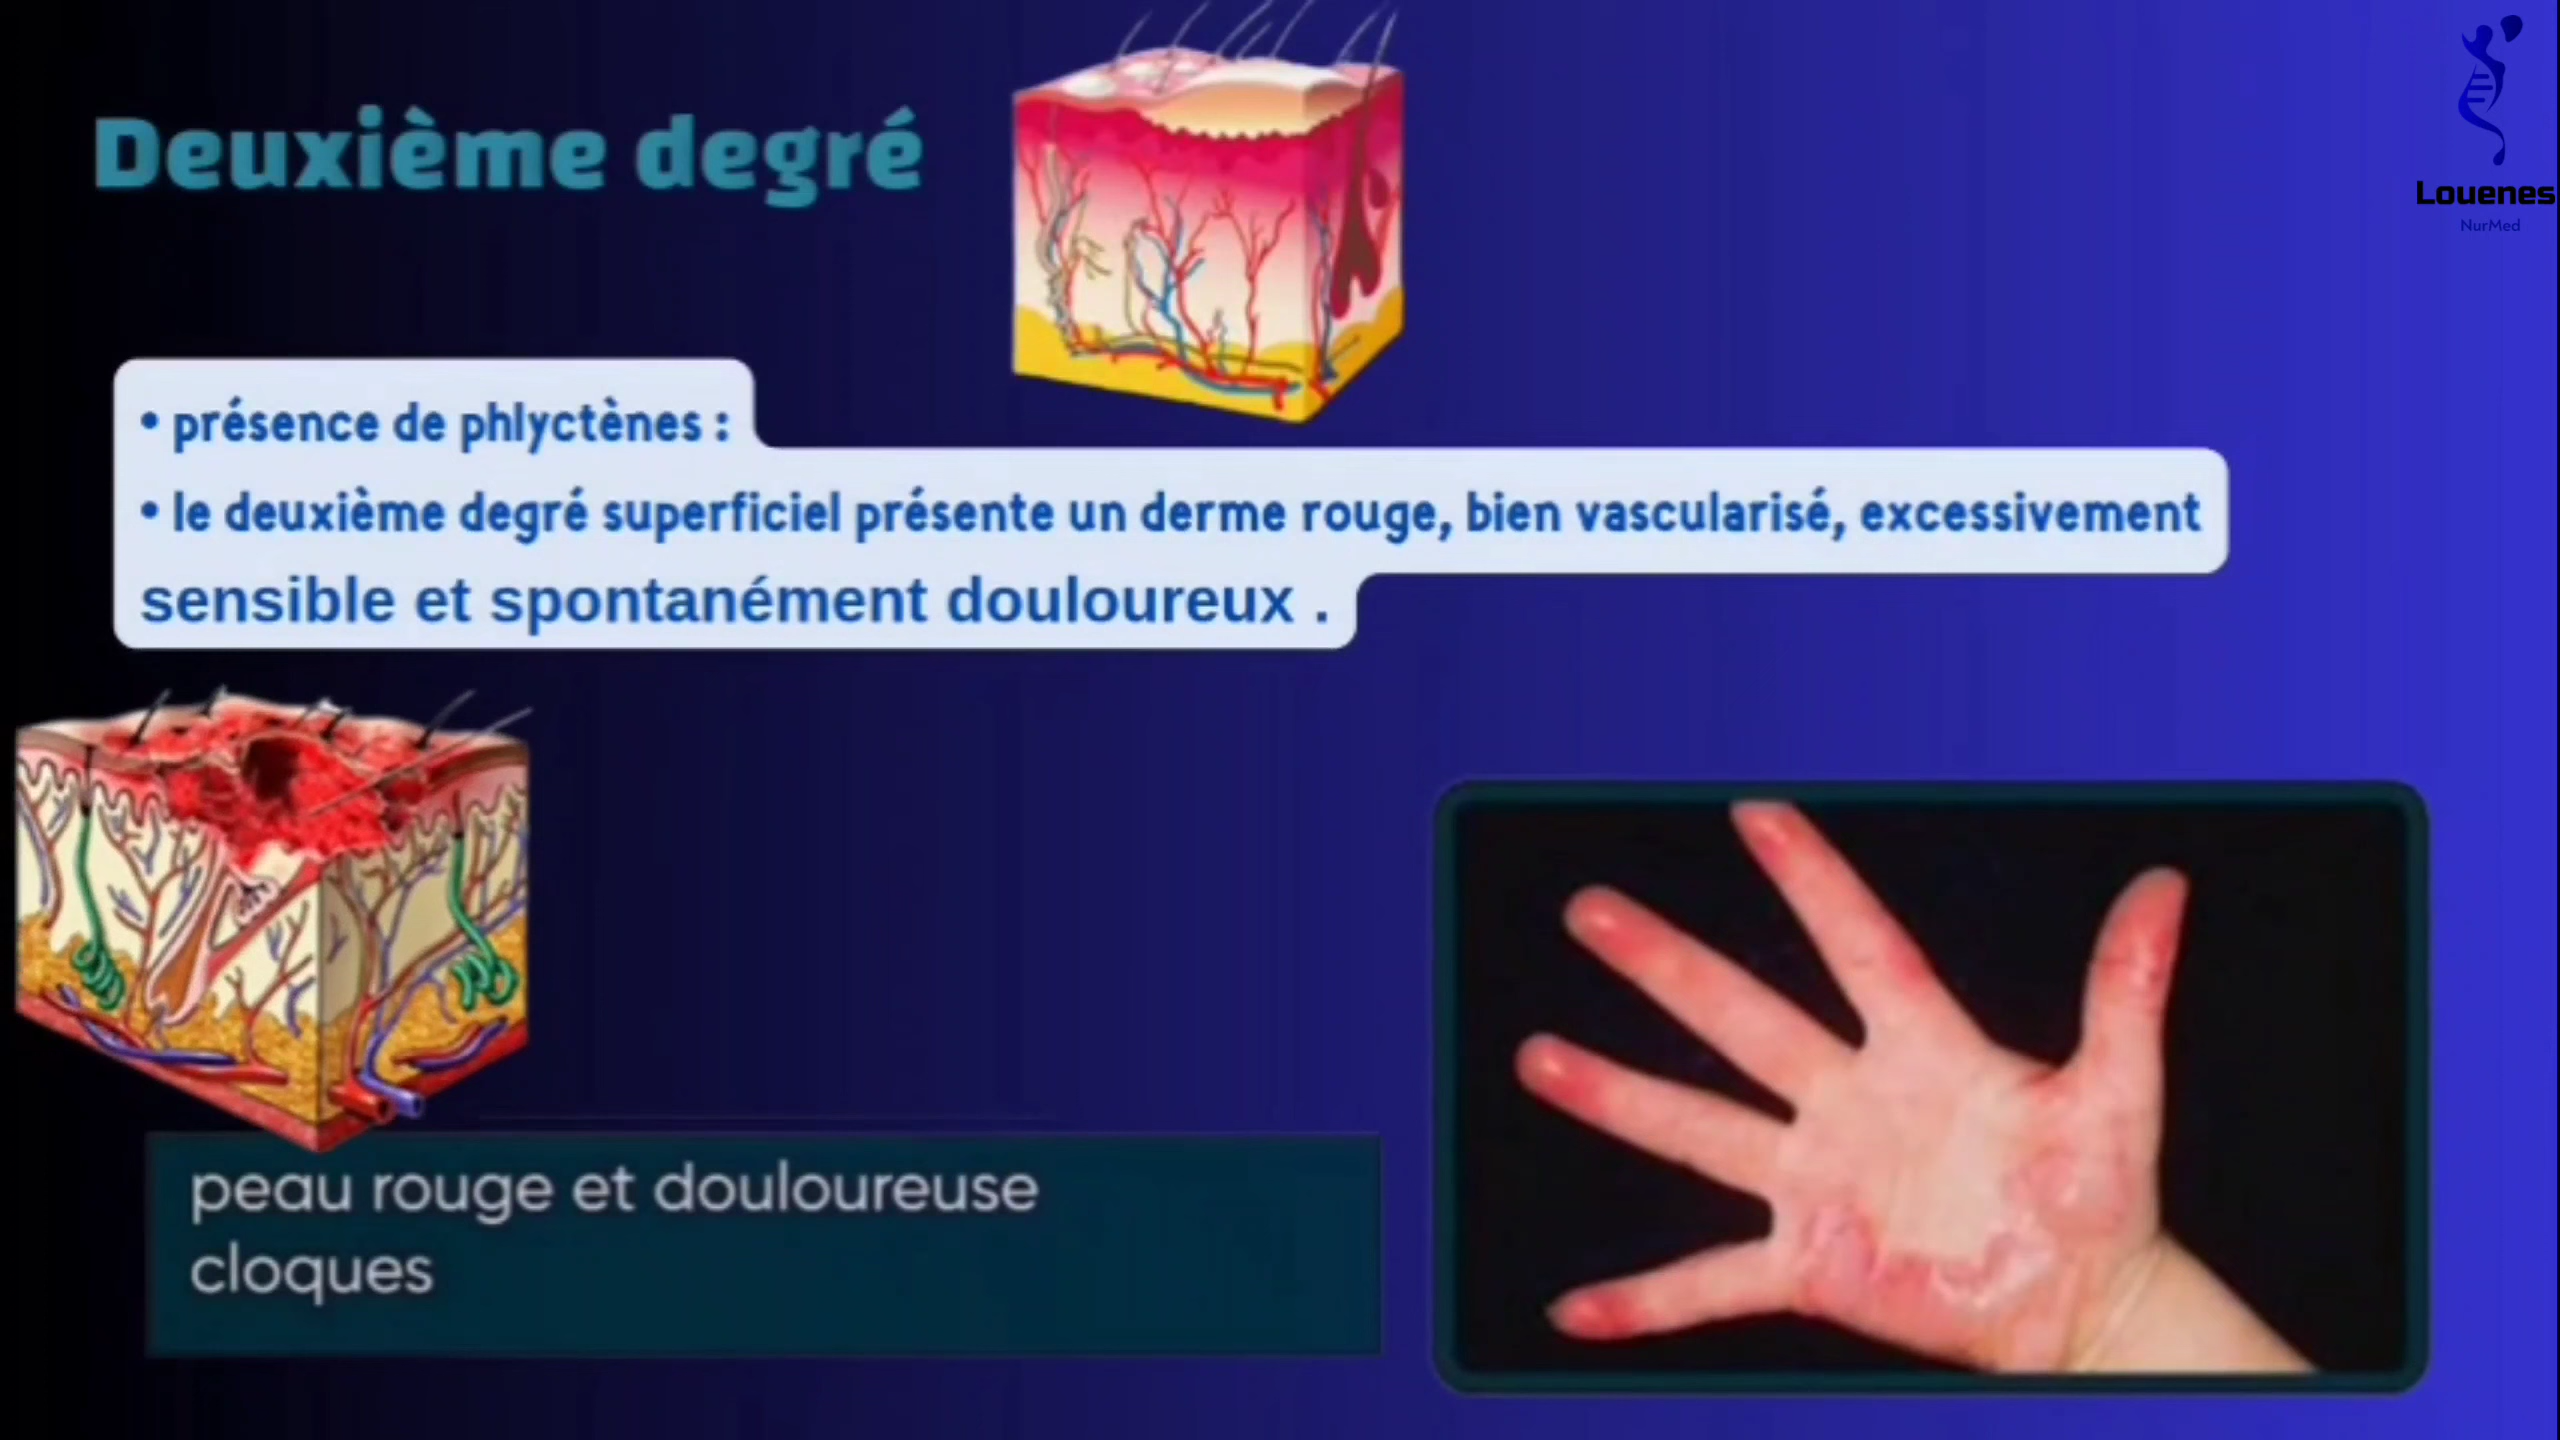 Louenes
NurMed
Deuxième degré
• présence de phlyctènes :
• le deuxième degré superficiel présente un derme rouge, bien vascularisé, excessivement
sensible et spontanément douloureux .
peau rouge et douloureuse
cloques